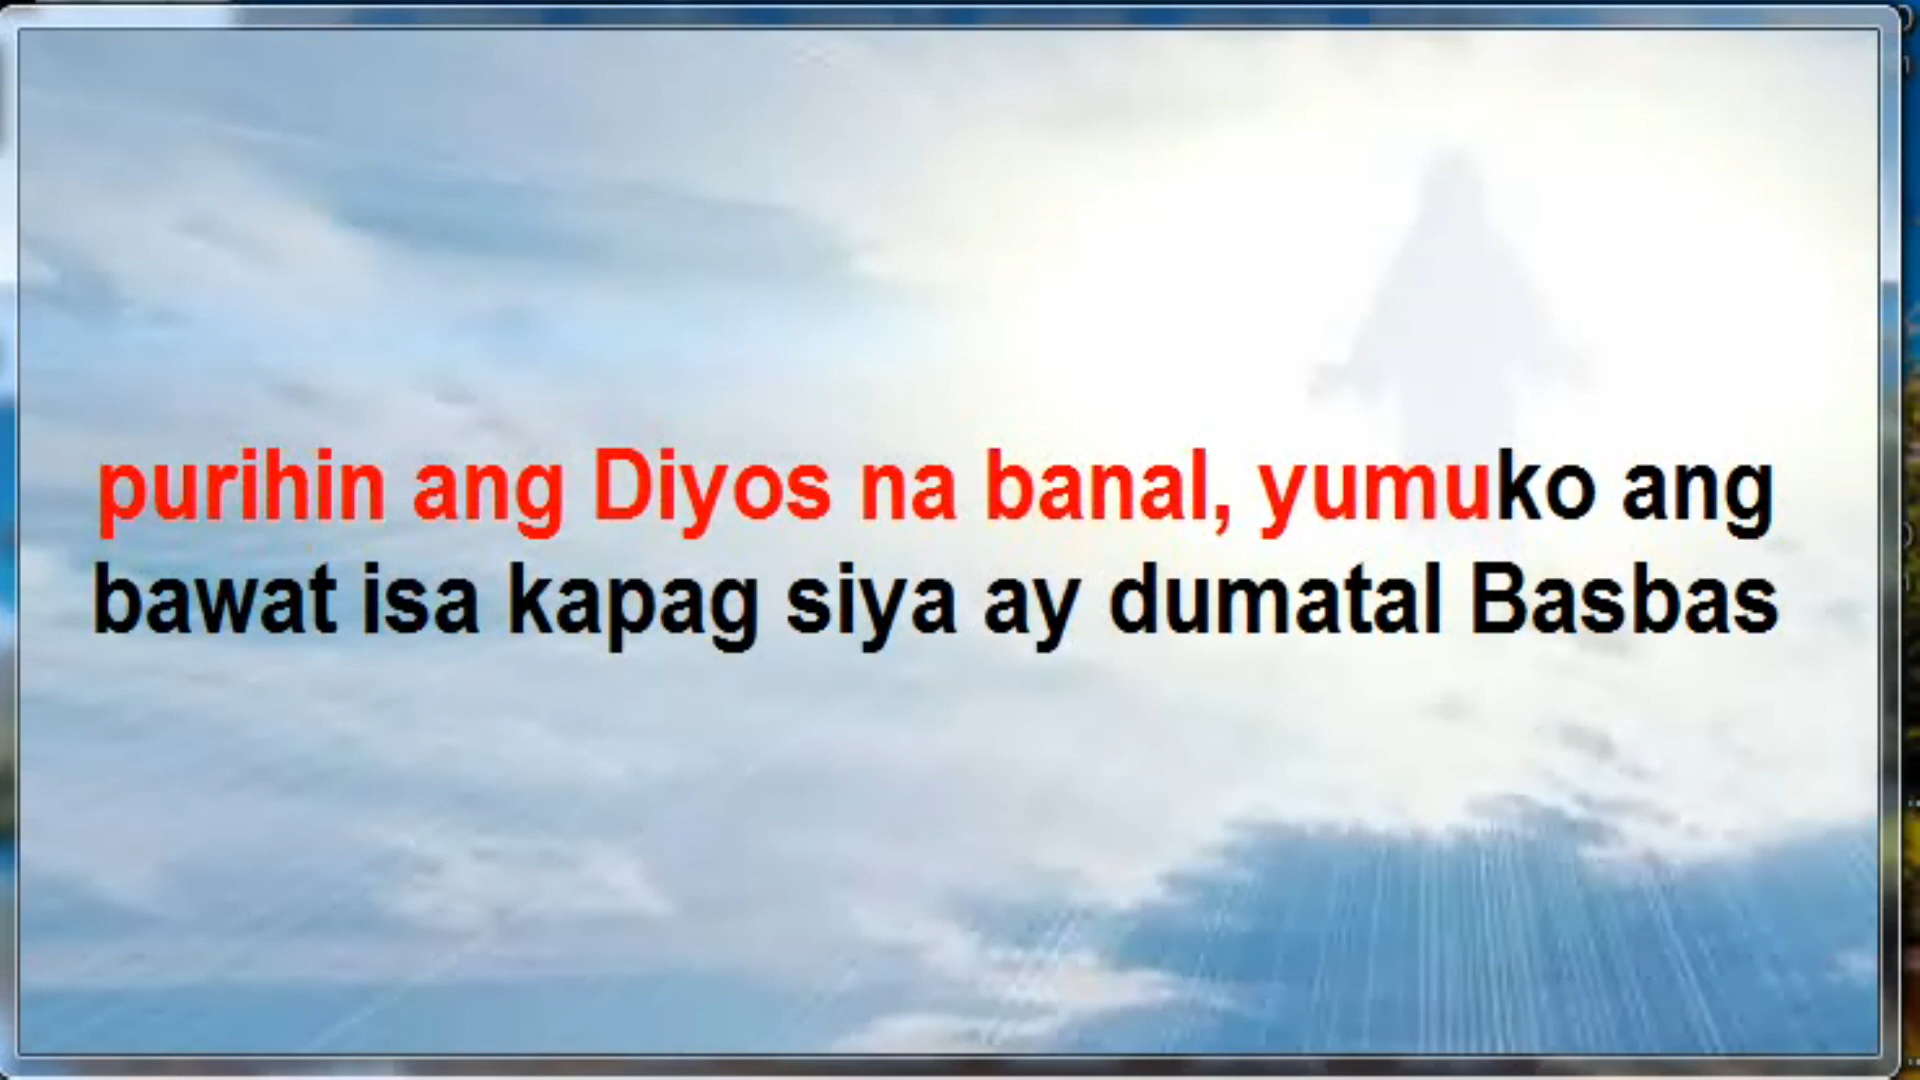 purihin ang Diyos na banal, yumuko ang
bawat isa kapag siya ay dumatal Basbas